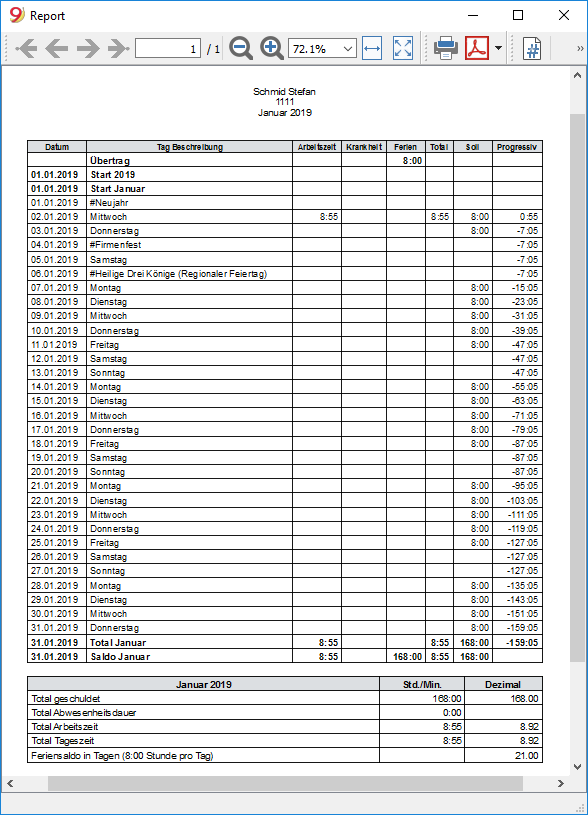 Report
1 / 1 72.1%
Schmid Stefan
1111
Januar 2019
Datum Tag Beschreibung Arbeitszeit Krankheit Ferien Total Soll Progressiv
Übertrag 8:00
01.01.2019 Start 2019
01.01.2019 Start Januar
01.01.2019 #Neujahr
02.01.2019 Mittwoch 8:55 8:55 8:00 0:55
03.01.2019 Donnerstag 8:00 -7:05
04.01.2019 #Firmenfest -7:05
05.01.2019 Samstag -7:05
06.01.2019 #Heilige Drei Könige (Regionaler Feiertag) -7:05
07.01.2019 Montag 8:00 -15:05
08.01.2019 Dienstag 8:00 -23:05
09.01.2019 Mittwoch 8:00 -31:05
10.01.2019 Donnerstag 8:00 -39:05
11.01.2019 Freitag 8:00 -47:05
12.01.2019 Samstag -47:05
13.01.2019 Sonntag -47:05
14.01.2019 Montag 8:00 -55:05
15.01.2019 Dienstag 8:00 -63:05
16.01.2019 Mittwoch 8:00 -71:05
17.01.2019 Donnerstag 8:00 -79:05
18.01.2019 Freitag 8:00 -87:05
19.01.2019 Samstag -87:05
20.01.2019 Sonntag -87:05
21.01.2019 Montag 8:00 -95:05
22.01.2019 Dienstag 8:00 -103:05
23.01.2019 Mittwoch 8:00 -111:05
24.01.2019 Donnerstag 8:00 -119:05
25.01.2019 Freitag 8:00 -127:05
26.01.2019 Samstag -127:05
27.01.2019 Sonntag -127:05
28.01.2019 Montag 8:00 -135:05
29.01.2019 Dienstag 8:00 -143:05
30.01.2019 Mittwoch 8:00 -151:05
31.01.2019 Donnerstag 8:00 -159:05
31.01.2019 Total Januar 8:55 8:55 168:00 -159:05
31.01.2019 Saldo Januar 8:55 168:00 8:55 168:00
Januar 2019 Std./Min. Dezimal
Total geschuldet 168:00 168.00
Total Abwesenheitsdauer 0:00
Total Arbeitszeit 8:55 8.92
Total Tageszeit 8:55 8.92
Feriensaldo in Tagen (8:00 Stunde pro Tag) 21.00